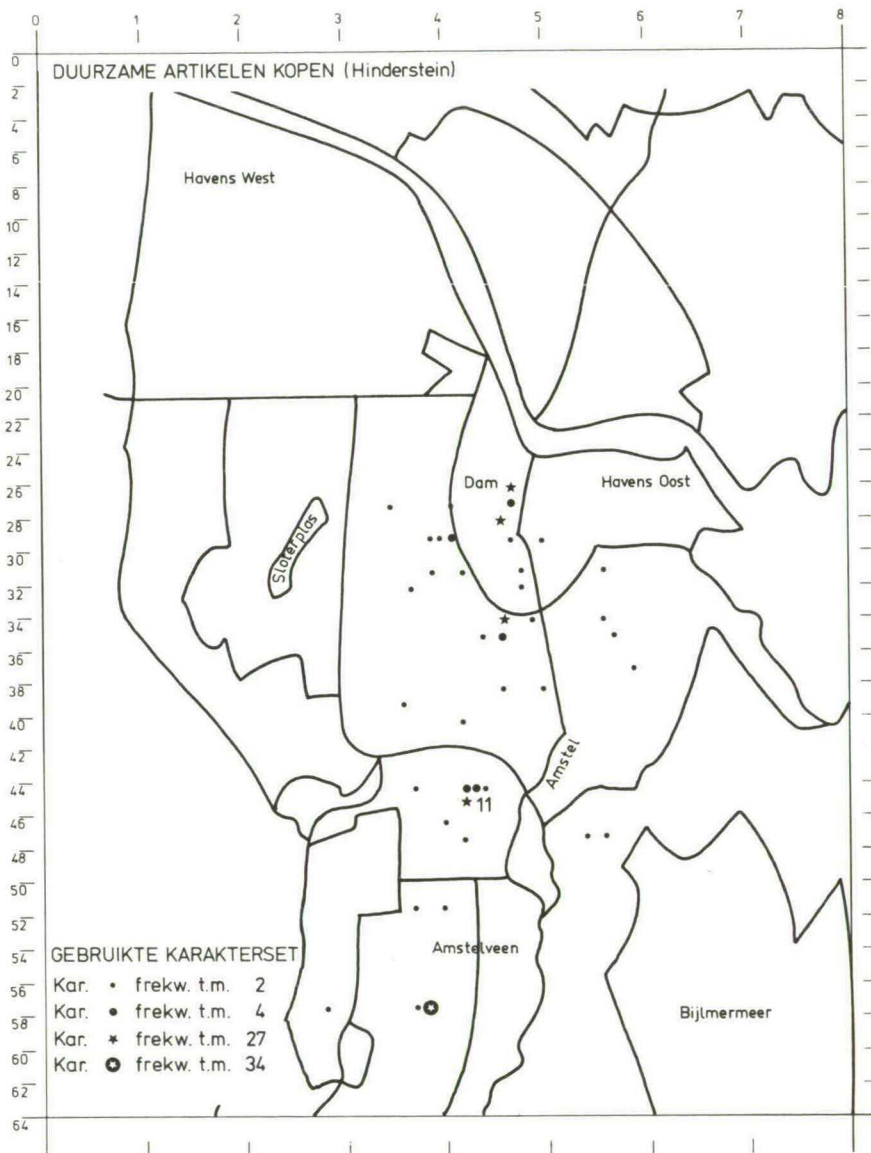 0 1 2 3 4 5 6 7 8
DUURZAME ARTIKELEN KOPEN (Hinderstein)
0
2
4
6
8
10
12
14
16
18
20
22
24
26
28
30
32
34
36
38
40
42
44
46
48
50
52
54
56
58
60
62
64
Havens West
Dam
Havens Oost
Sloterplas
Amstel
11
Amstelveen
Bijlmermeer
GEBRUIKTE KARAKTERSET
Kar. • frekw. t.m. 2
Kar. ● frekw. t.m. 4
Kar. ★ frekw. t.m. 27
Kar. ✪ frekw. t.m. 34